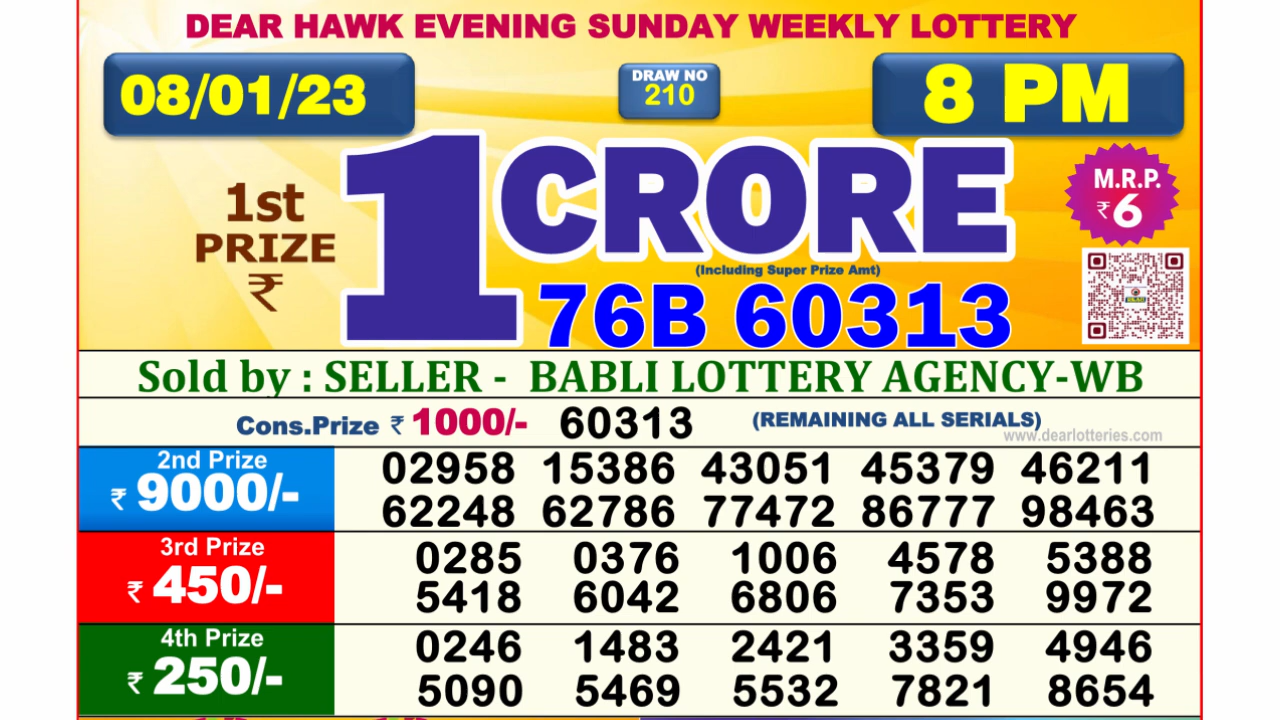 DEAR HAWK EVENING SUNDAY WEEKLY LOTTERY
08/01/23
DRAW NO
210
8 PM
1st
PRIZE
₹
1 CRORE
(Including Super Prize Amt)
76B 60313
M.R.P.
₹ 6
Sold by : SELLER - BABLI LOTTERY AGENCY-WB
Cons.Prize ₹ 1000/- 60313 (REMAINING ALL SERIALS)
www.dearlotteries.com
2nd Prize
₹ 9000/-
02958 15386 43051 45379 46211
62248 62786 77472 86777 98463
3rd Prize
₹ 450/-
0285 0376 1006 4578 5388
5418 6042 6806 7353 9972
4th Prize
₹ 250/-
0246 1483 2421 3359 4946
5090 5469 5532 7821 8654